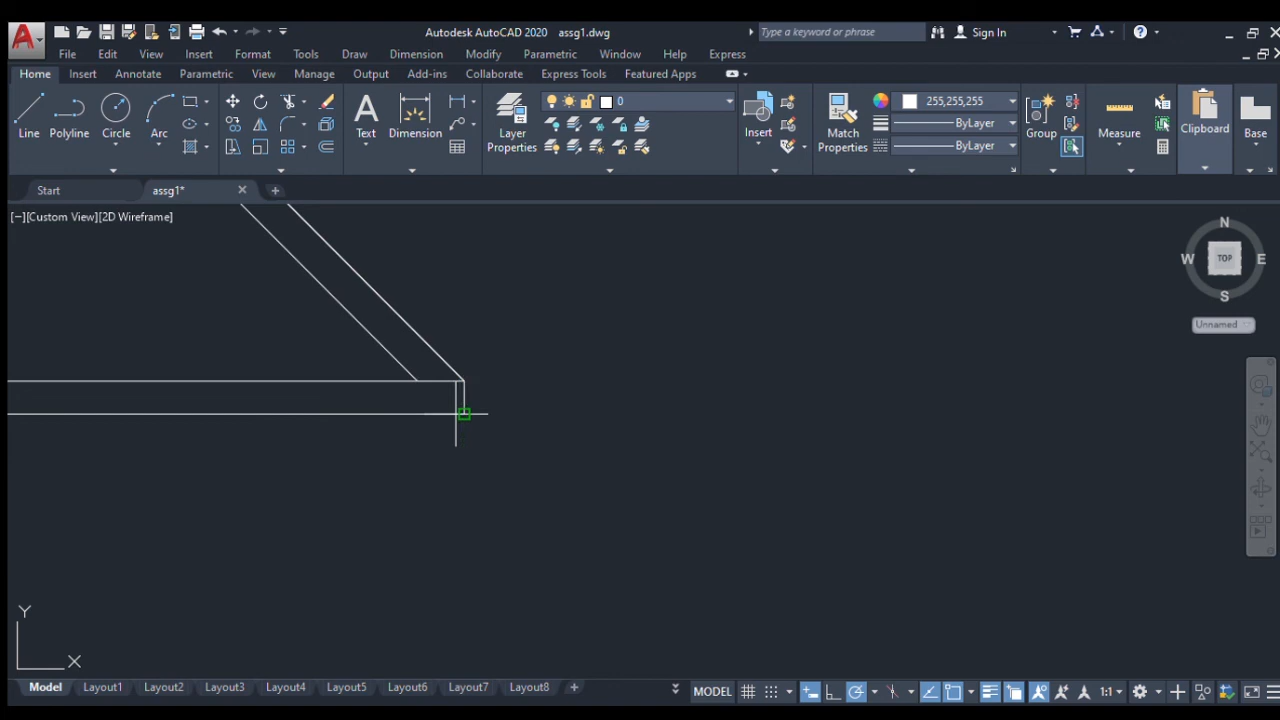 Autodesk AutoCAD 2020 assg1.dwg
Type a keyword or phrase
Sign In
File Edit View Insert Format Tools Draw Dimension Modify Parametric Window Help Express
Home Insert Annotate Parametric View Manage Output Add-ins Collaborate Express Tools Featured Apps
Line Polyline Circle Arc
Text Dimension
Layer Properties
0
Insert
Match Properties
255,255,255
ByLayer
ByLayer
Group
Measure
Clipboard
Base
Start
assg1*
[−][Custom View][2D Wireframe]
N
W TOP E
S
Unnamed
Y
X
Model Layout1 Layout2 Layout3 Layout4 Layout5 Layout6 Layout7 Layout8
MODEL
1:1